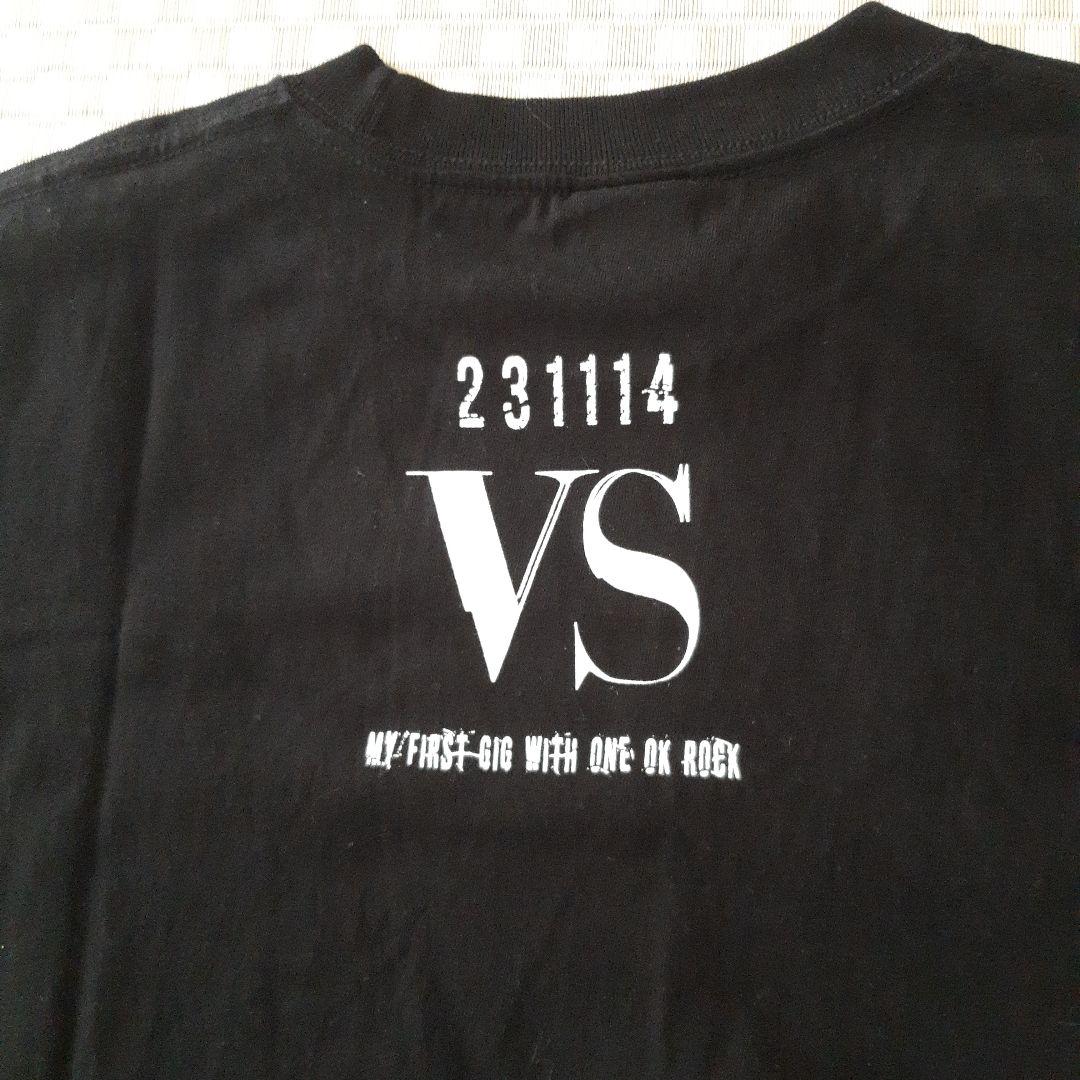 231114
VS
MY FIRST GIG WITH ONE OK ROCK